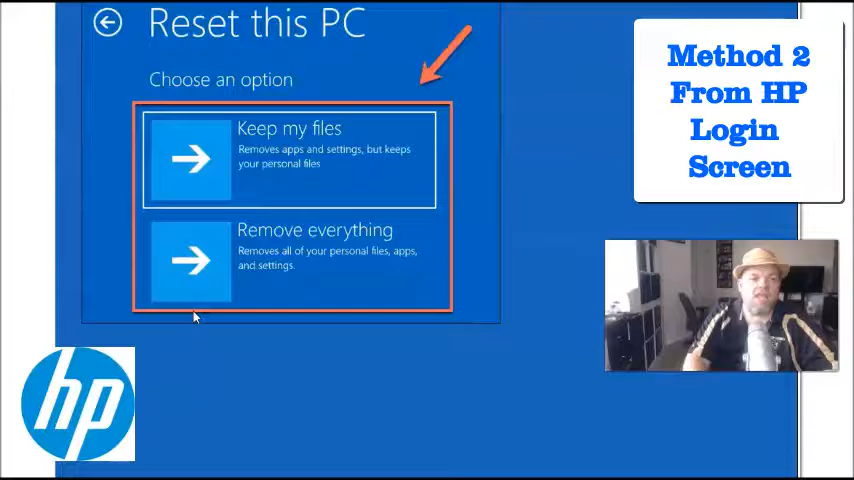 Reset this PC
Choose an option
Keep my files
Removes apps and settings, but keeps
your personal files
Remove everything
Removes all of your personal files, apps,
and settings.
Method 2
From HP
Login
Screen
hp